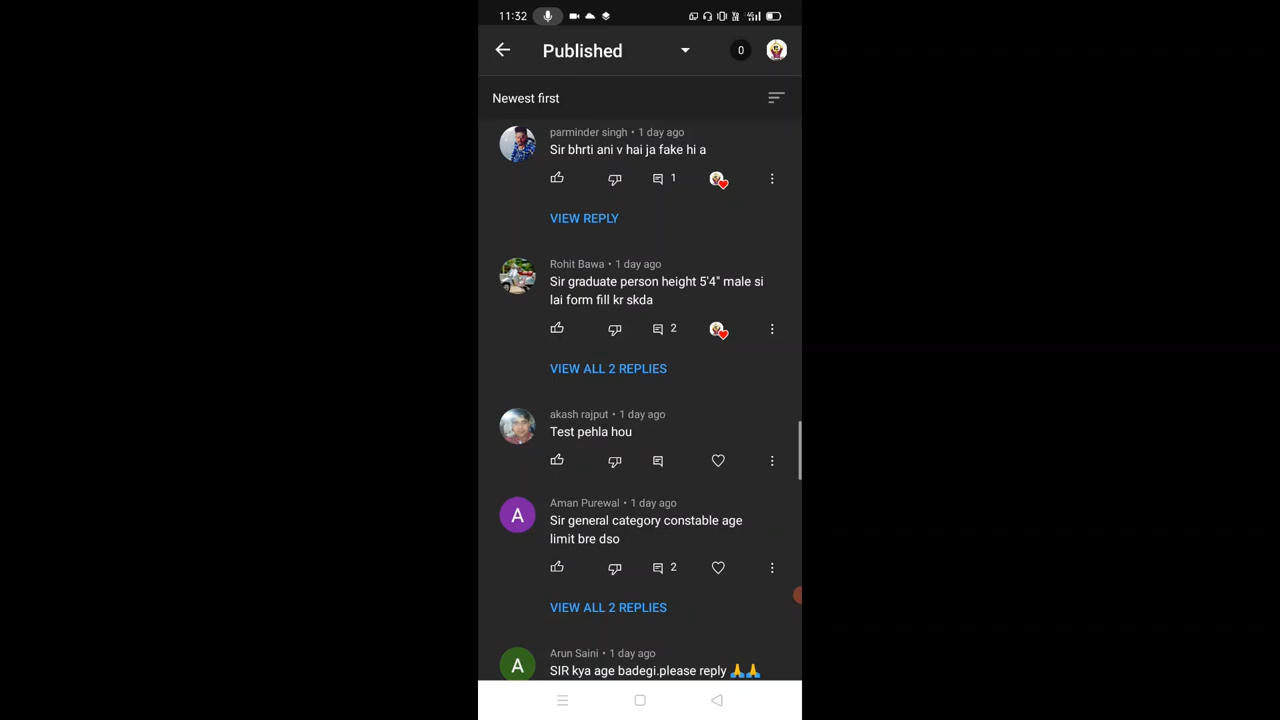 11:32
Published
0
Newest first
parminder singh • 1 day ago
Sir bhrti ani v hai ja fake hi a
1
VIEW REPLY
Rohit Bawa • 1 day ago
Sir graduate person height 5'4" male si
lai form fill kr skda
2
VIEW ALL 2 REPLIES
akash rajput • 1 day ago
Test pehla hou
Aman Purewal • 1 day ago
A
Sir general category constable age
limit bre dso
2
VIEW ALL 2 REPLIES
Arun Saini • 1 day ago
A
SIR kya age badegi.please reply 🙏🙏